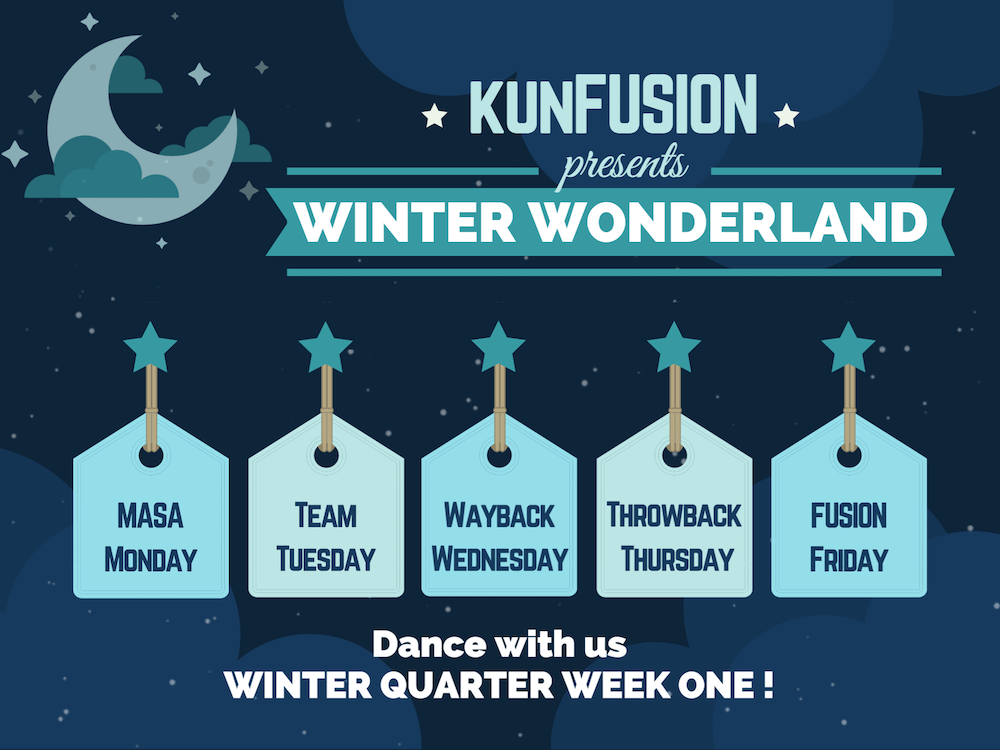 KUNFUSION
presents
WINTER WONDERLAND
MASA
MONDAY
TEAM
TUESDAY
WAYBACK
WEDNESDAY
THROWBACK
THURSDAY
FUSION
FRIDAY
Dance with us
WINTER QUARTER WEEK ONE !